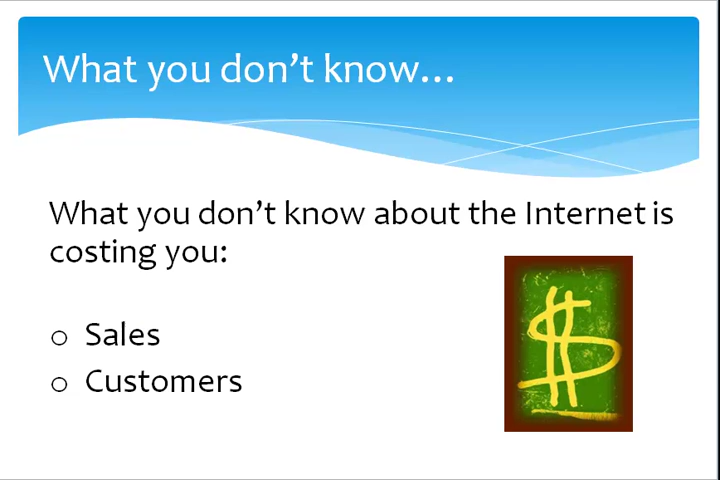 What you don’t know…
What you don’t know about the Internet is
costing you:
o Sales
o Customers
$